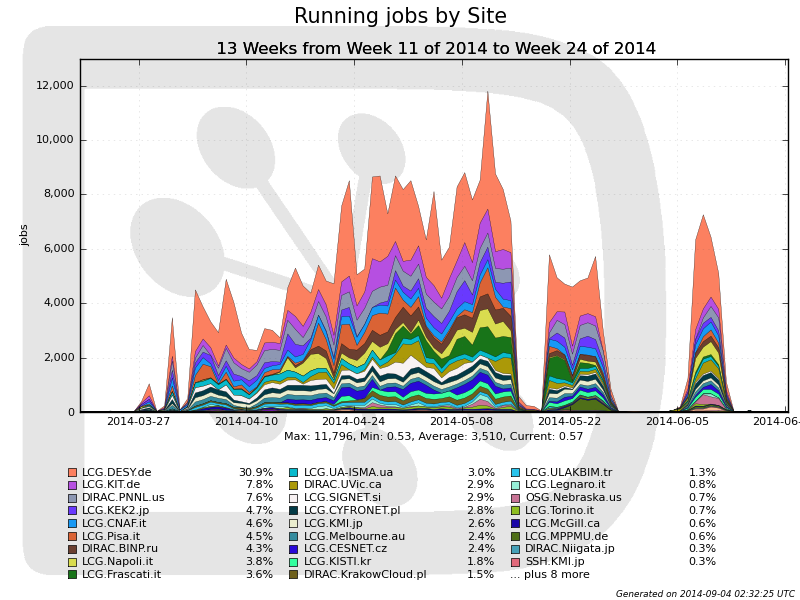 Running jobs by Site
13 Weeks from Week 11 of 2014 to Week 24 of 2014
jobs
12,000
10,000
8,000
6,000
4,000
2,000
0
2014-03-27 2014-04-10 2014-04-24 2014-05-08 2014-05-22 2014-06-05 2014-06-
Max: 11,796, Min: 0.53, Average: 3,510, Current: 0.57
LCG.DESY.de 30.9% LCG.UA-ISMA.ua 3.0% LCG.ULAKBIM.tr 1.3%
LCG.KIT.de 7.8% DIRAC.UVic.ca 2.9% LCG.Legnaro.it 0.8%
DIRAC.PNNL.us 7.6% LCG.SIGNET.si 2.9% OSG.Nebraska.us 0.7%
LCG.KEK2.jp 4.7% LCG.CYFRONET.pl 2.8% LCG.Torino.it 0.7%
LCG.CNAF.it 4.6% LCG.KMI.jp 2.6% LCG.McGill.ca 0.6%
LCG.Pisa.it 4.5% LCG.Melbourne.au 2.4% LCG.MPPMU.de 0.6%
DIRAC.BINP.ru 4.3% LCG.CESNET.cz 2.4% DIRAC.Niigata.jp 0.3%
LCG.Napoli.it 3.8% LCG.KISTI.kr 1.8% SSH.KMI.jp 0.3%
LCG.Frascati.it 3.6% DIRAC.KrakowCloud.pl 1.5% ... plus 8 more
Generated on 2014-09-04 02:32:25 UTC